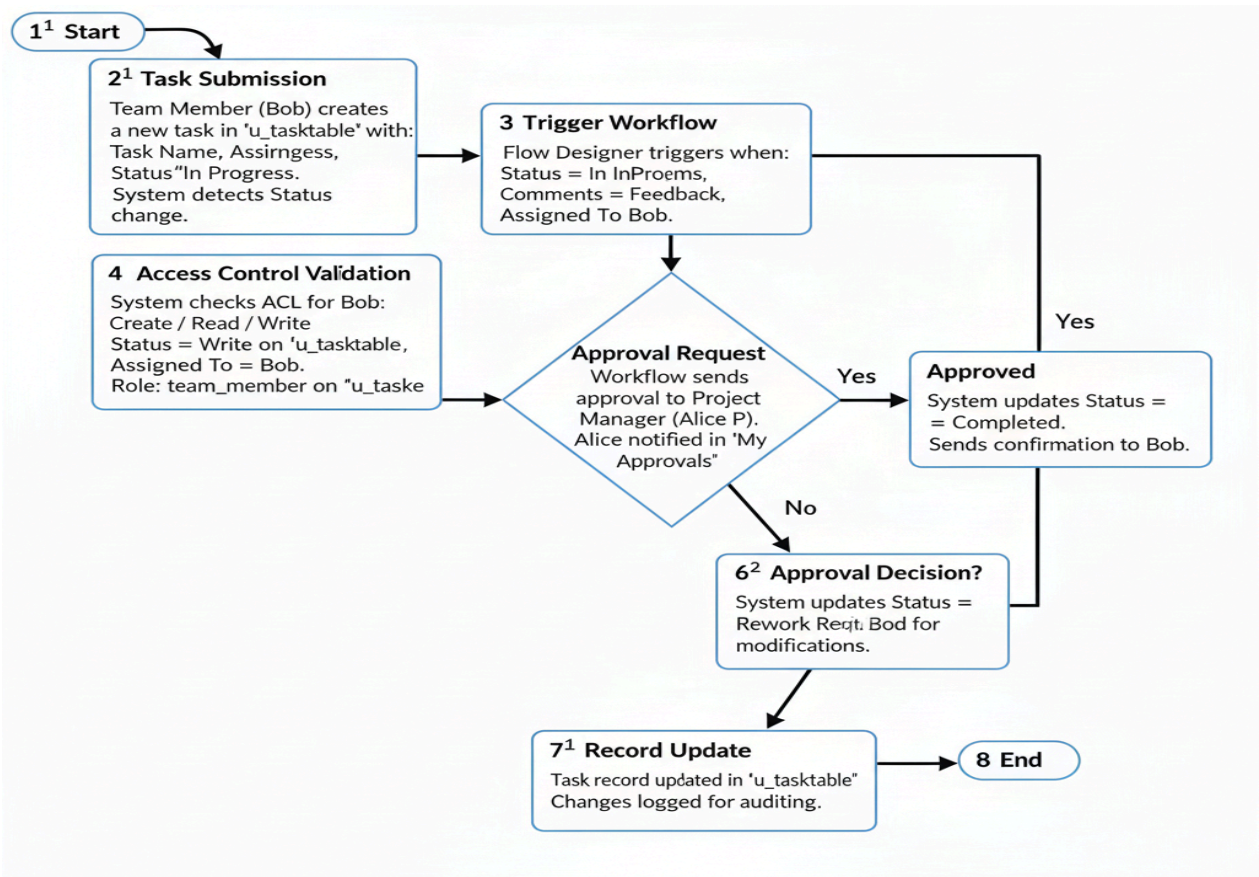 1¹ Start
2¹ Task Submission
Team Member (Bob) creates
a new task in "u_tasktable" with:
Task Name, Assirngess,
Status "In Progress.
System detects Status
change.
3 Trigger Workflow
Flow Designer triggers when:
Status = In InProems,
Comments = Feedback,
Assigned To Bob.
4 Access Control Validation
System checks ACL for Bob:
Create / Read / Write
Status = Write on 'u_tasktable,
Assigned To = Bob.
Role: team_member on "u_taske
Approval Request
Workflow sends
approval to Project
Manager (Alice P).
Alice notified in 'My
Approvals"
Yes
Yes
Approved
System updates Status =
= Completed.
Sends confirmation to Bob.
No
6² Approval Decision?
System updates Status =
Rework Bod for
modifications.
7¹ Record Update
Task record updated in 'u_tasktable"
Changes logged for auditing.
8 End